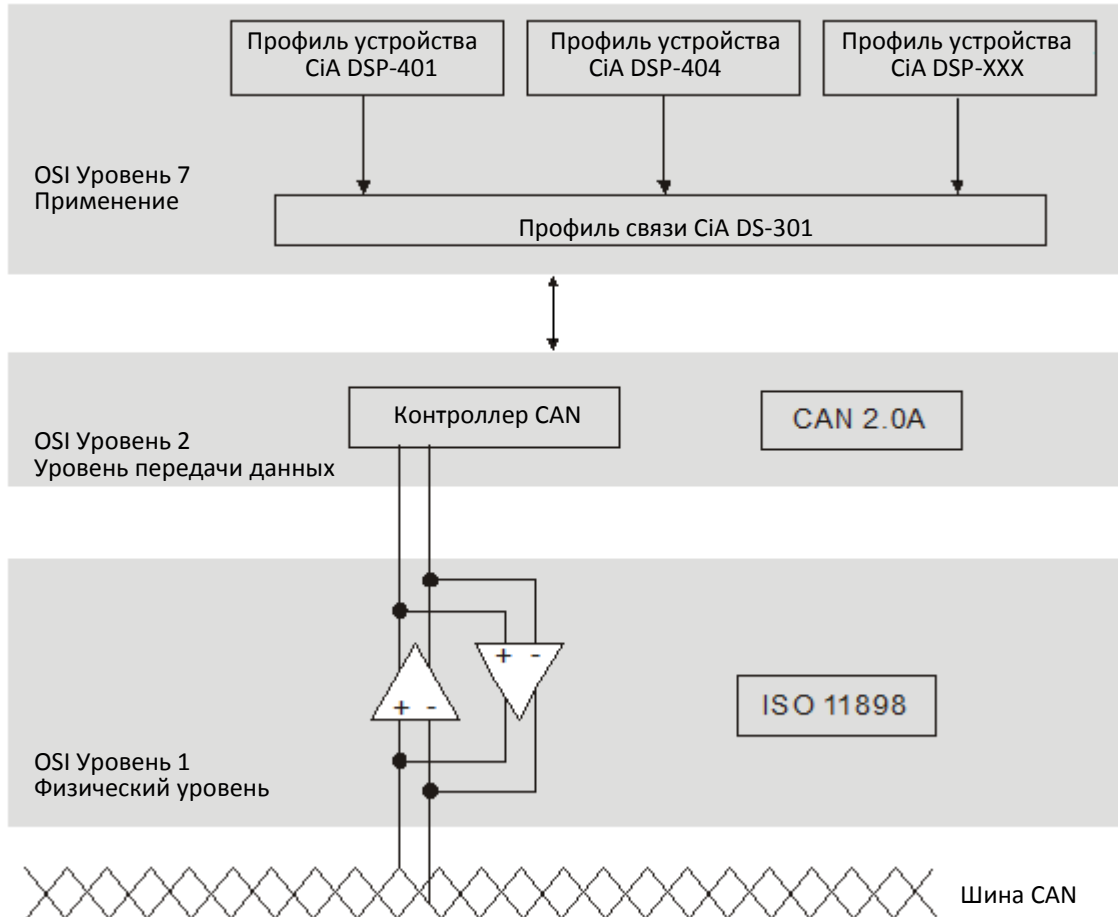 Профиль устройства
CiA DSP-401
Профиль устройства
CiA DSP-404
Профиль устройства
CiA DSP-XXX
OSI Уровень 7
Применение
Профиль связи CiA DS-301
Контроллер CAN
CAN 2.0A
OSI Уровень 2
Уровень передачи данных
+ -
+ -
ISO 11898
OSI Уровень 1
Физический уровень
Шина CAN